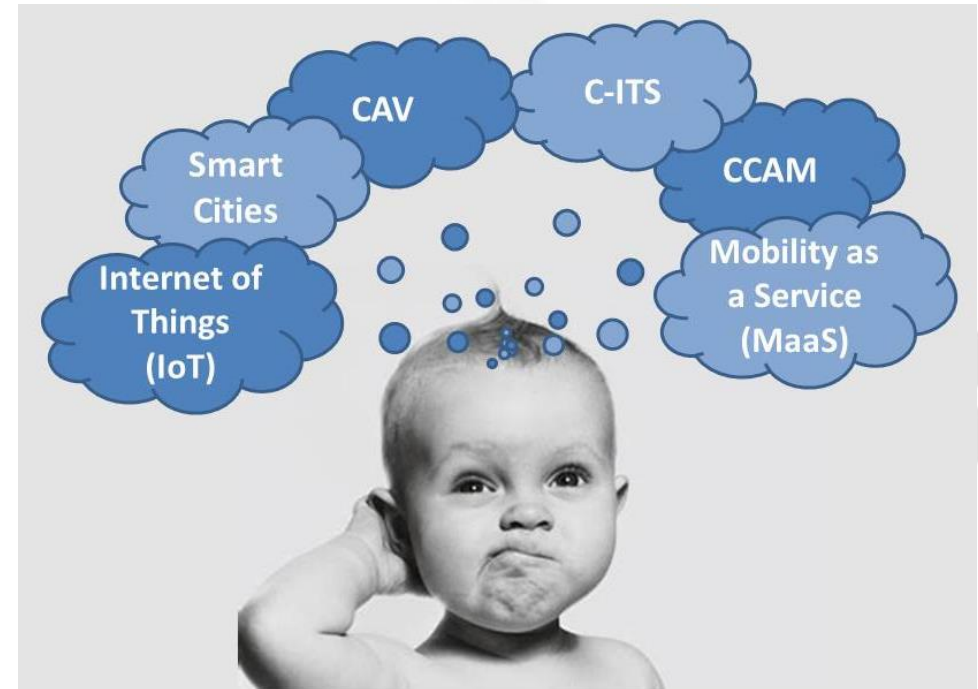 Internet of
Things
(IoT)
Smart
Cities
CAV
C-ITS
CCAM
Mobility as
a Service
(MaaS)